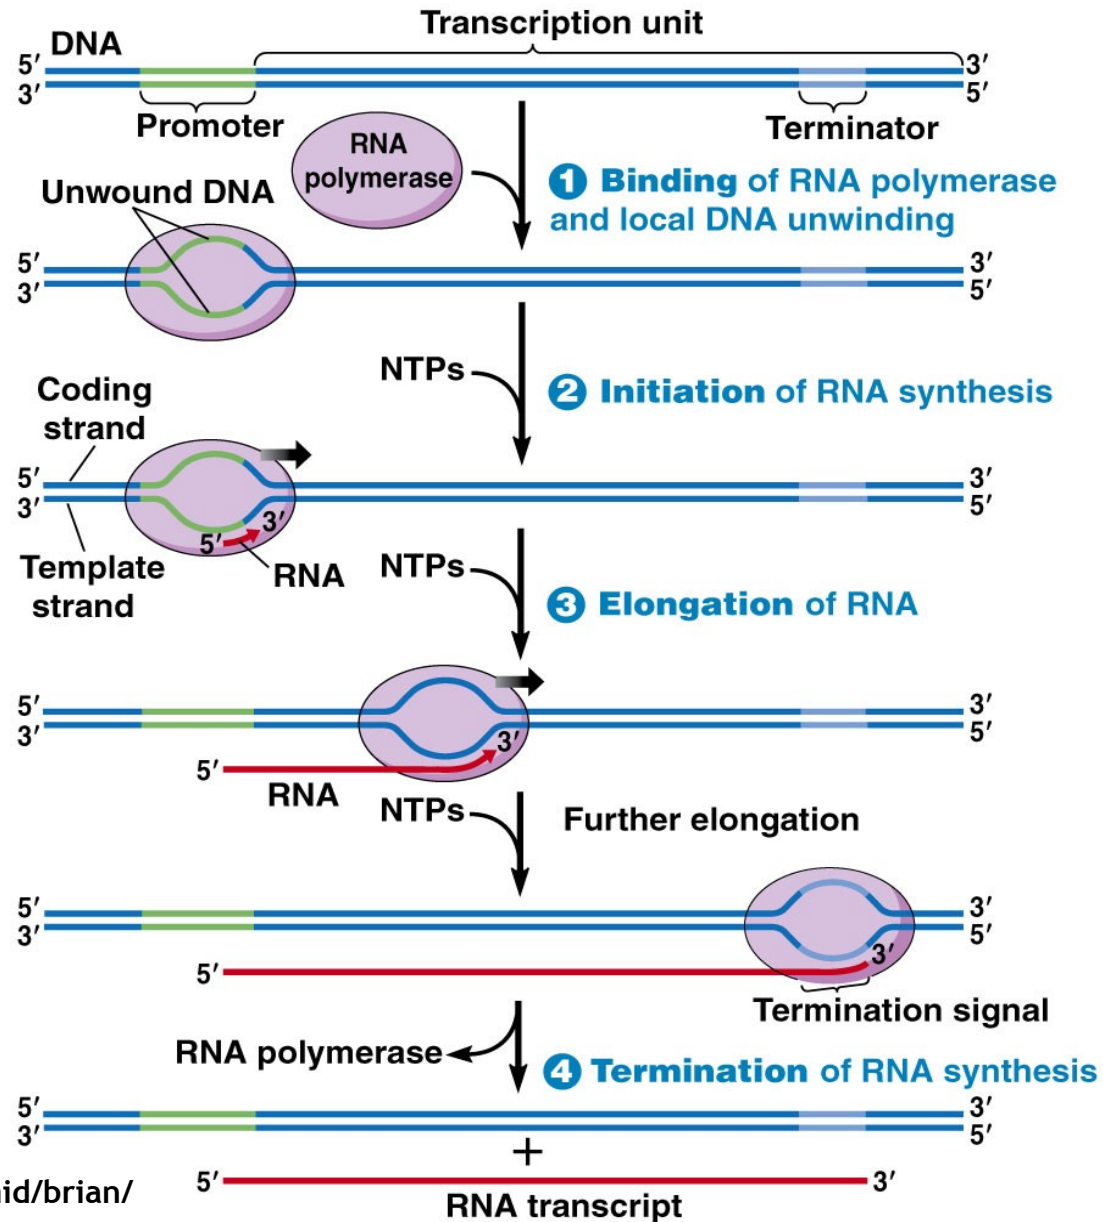 Transcription unit
DNA
5′ 3′
3′ 5′
Promoter
Terminator
RNA
polymerase
1 Binding of RNA polymerase
and local DNA unwinding
Unwound DNA
5′ 3′
3′ 5′
NTPs
2 Initiation of RNA synthesis
Coding
strand
5′ 3′
3′ 5′
5′ 3′
RNA
Template
strand
NTPs
3 Elongation of RNA
5′ 3′
3′ 5′
5′ 3′
RNA
NTPs
Further elongation
5′ 3′
3′ 5′
5′ 3′
Termination signal
RNA polymerase
4 Termination of RNA synthesis
5′ 3′
3′ 5′
+
5′ 3′
RNA transcript
/brian/